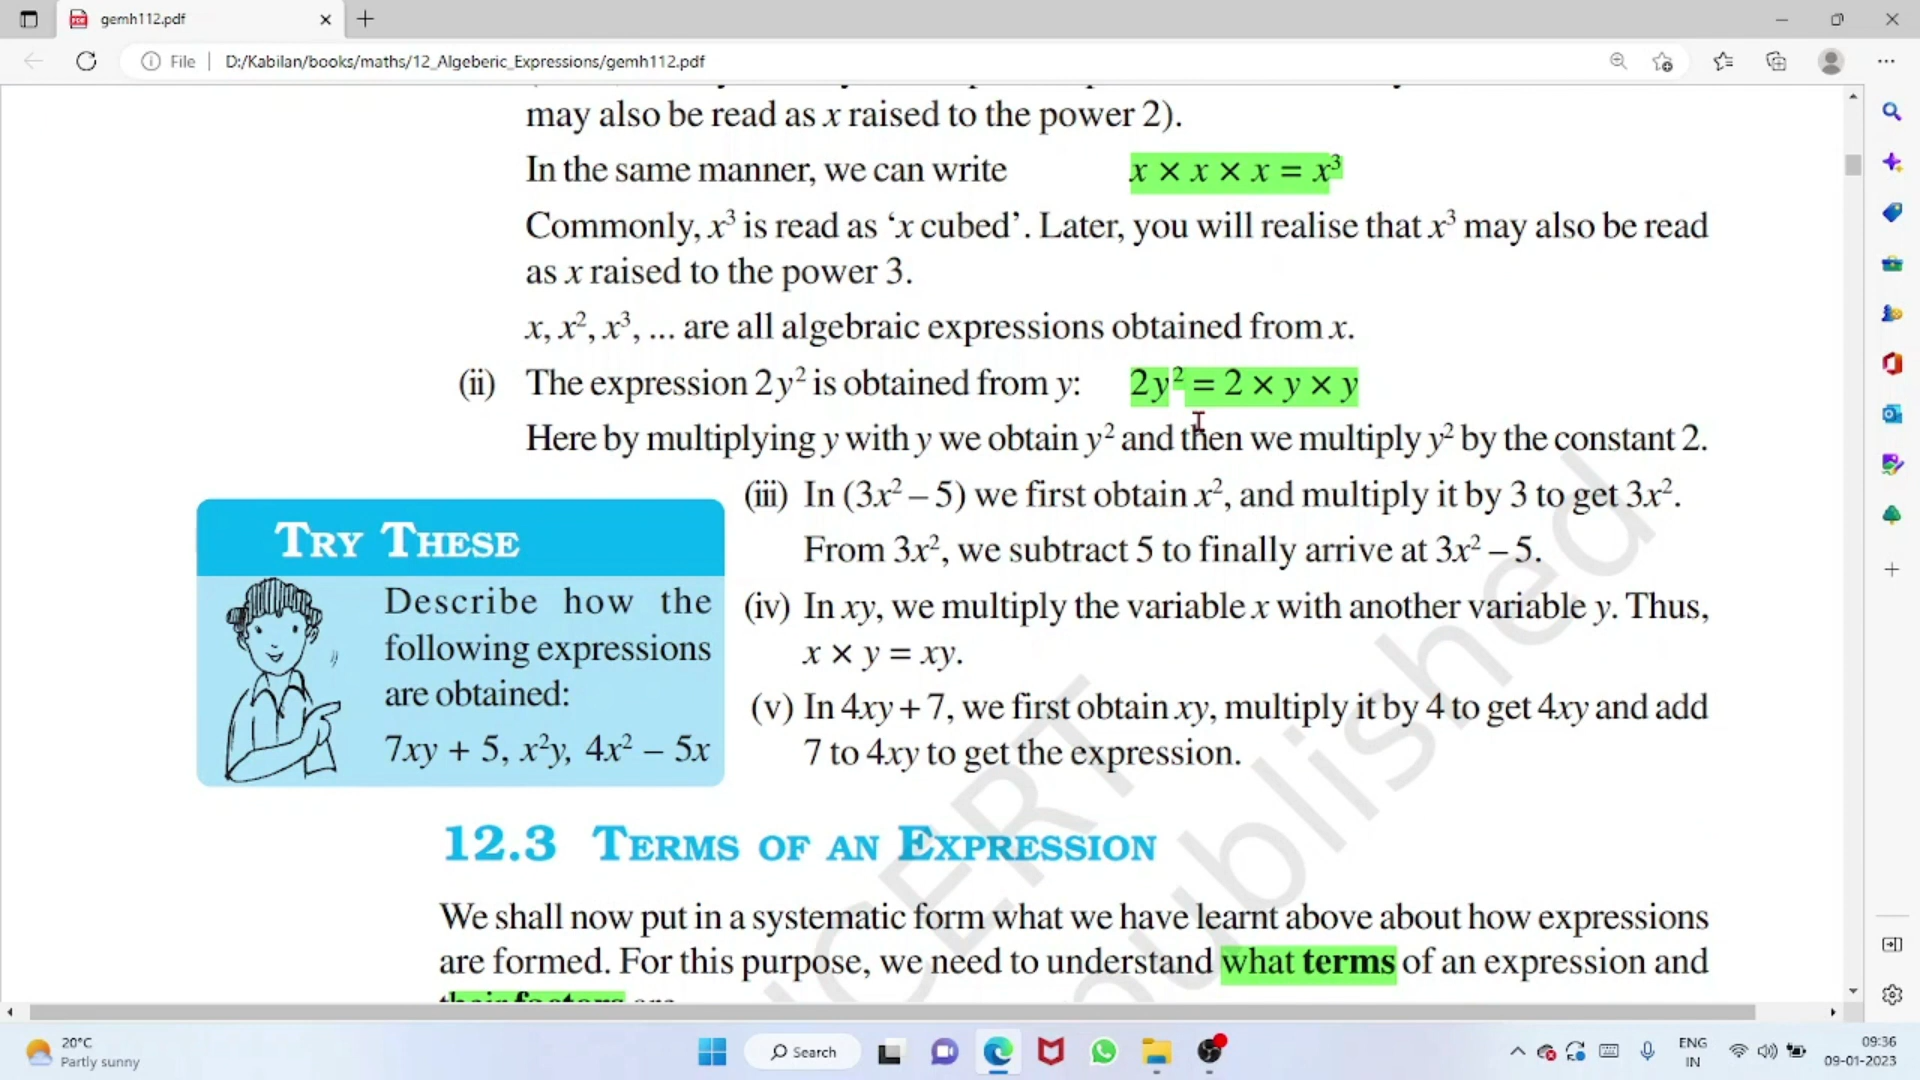 gemh112.pdf
File
D:/Kabilan/books/maths/12_Algeberic_Expressions/gemh112.pdf
may also be read as x raised to the power 2).
In the same manner, we can write x × x × x = x³
Commonly, x³ is read as ‘x cubed’. Later, you will realise that x³ may also be read
as x raised to the power 3.
x, x², x³, ... are all algebraic expressions obtained from x.
(ii) The expression 2y² is obtained from y: 2y² = 2 × y × y
Here by multiplying y with y we obtain y² and then we multiply y² by the constant 2.
(iii) In (3x² – 5) we first obtain x², and multiply it by 3 to get 3x².
From 3x², we subtract 5 to finally arrive at 3x² – 5.
(iv) In xy, we multiply the variable x with another variable y. Thus,
x × y = xy.
(v) In 4xy + 7, we first obtain xy, multiply it by 4 to get 4xy and add
7 to 4xy to get the expression.
TRY THESE
Describe how the
following expressions
are obtained:
7xy + 5, x²y, 4x² – 5x
12.3 TERMS OF AN EXPRESSION
We shall now put in a systematic form what we have learnt above about how expressions
are formed. For this purpose, we need to understand what terms of an expression and
their factors are
20°C
Partly sunny
Search
ENG
IN
09:36
09-01-2023